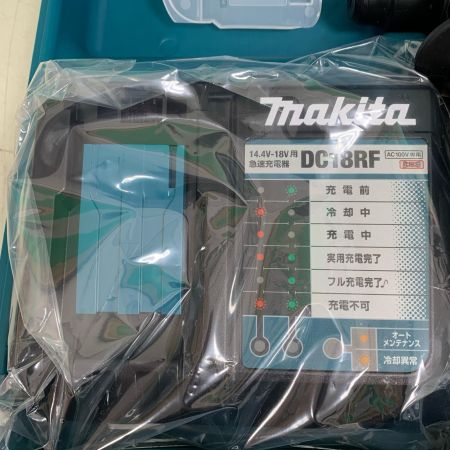 makita
14.4V-18V用
急速充電器
DC18RF
AC100V専用
充電前
冷却中
充電中
実用充電完了
フル充電完了♪
充電不可
オート
メンテナンス
冷却異常